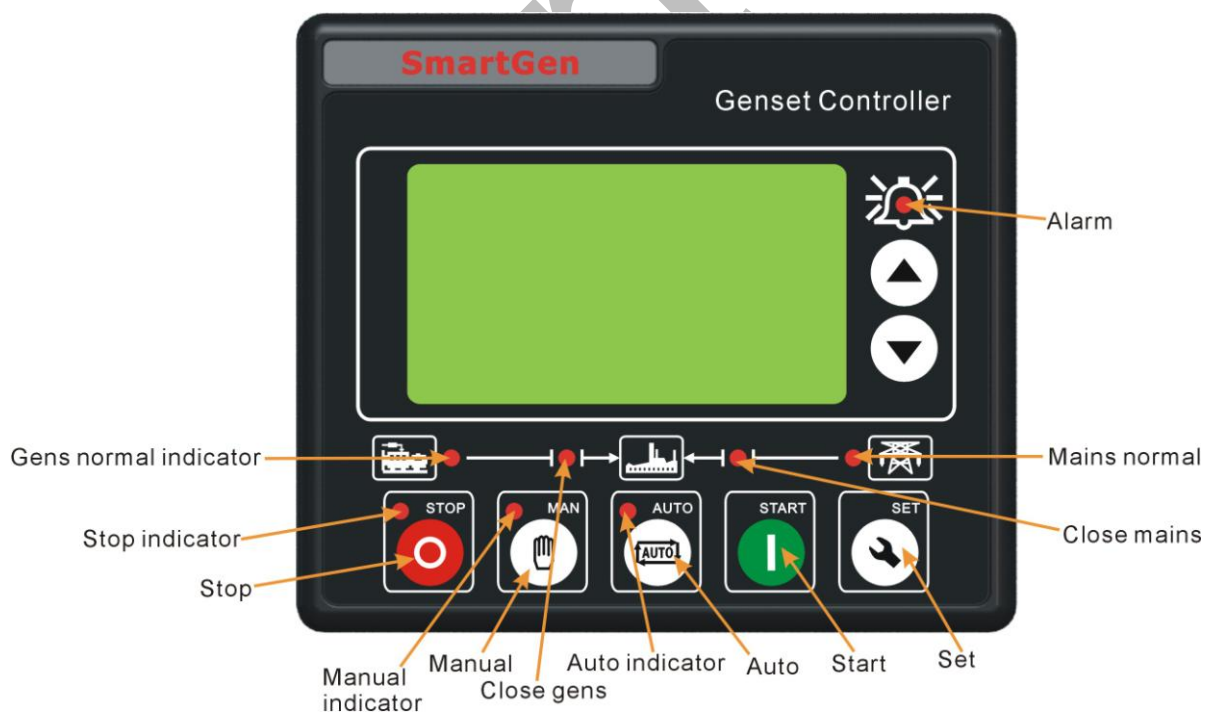 SmartGen
Genset Controller
Alarm
Gens normal indicator
Mains normal
STOP
MAN
AUTO
START
SET
Stop indicator
Close mains
AUTO
Stop
Manual
indicator
Manual
Close gens
Auto indicator
Auto
Start
Set